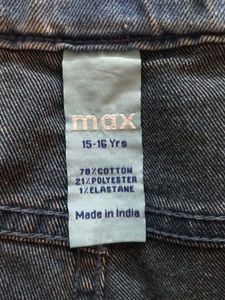 max
15-16 Yrs
78%COTTON
21%POLYESTER
1%ELASTANE
Made in India